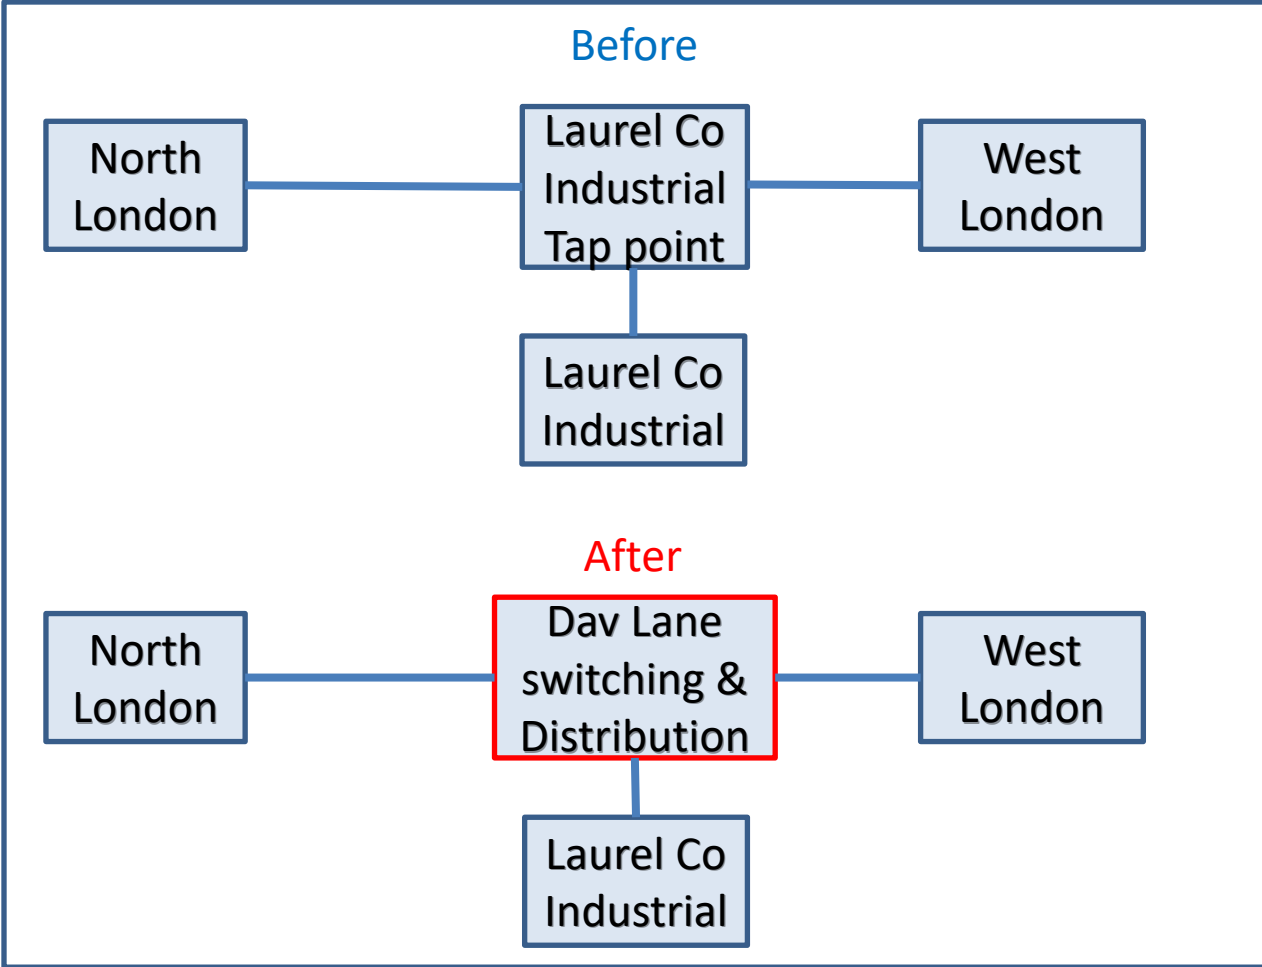 Before
North
London
Laurel Co
Industrial
Tap point
West
London
Laurel Co
Industrial
After
North
London
Dav Lane
switching &
Distribution
West
London
Laurel Co
Industrial